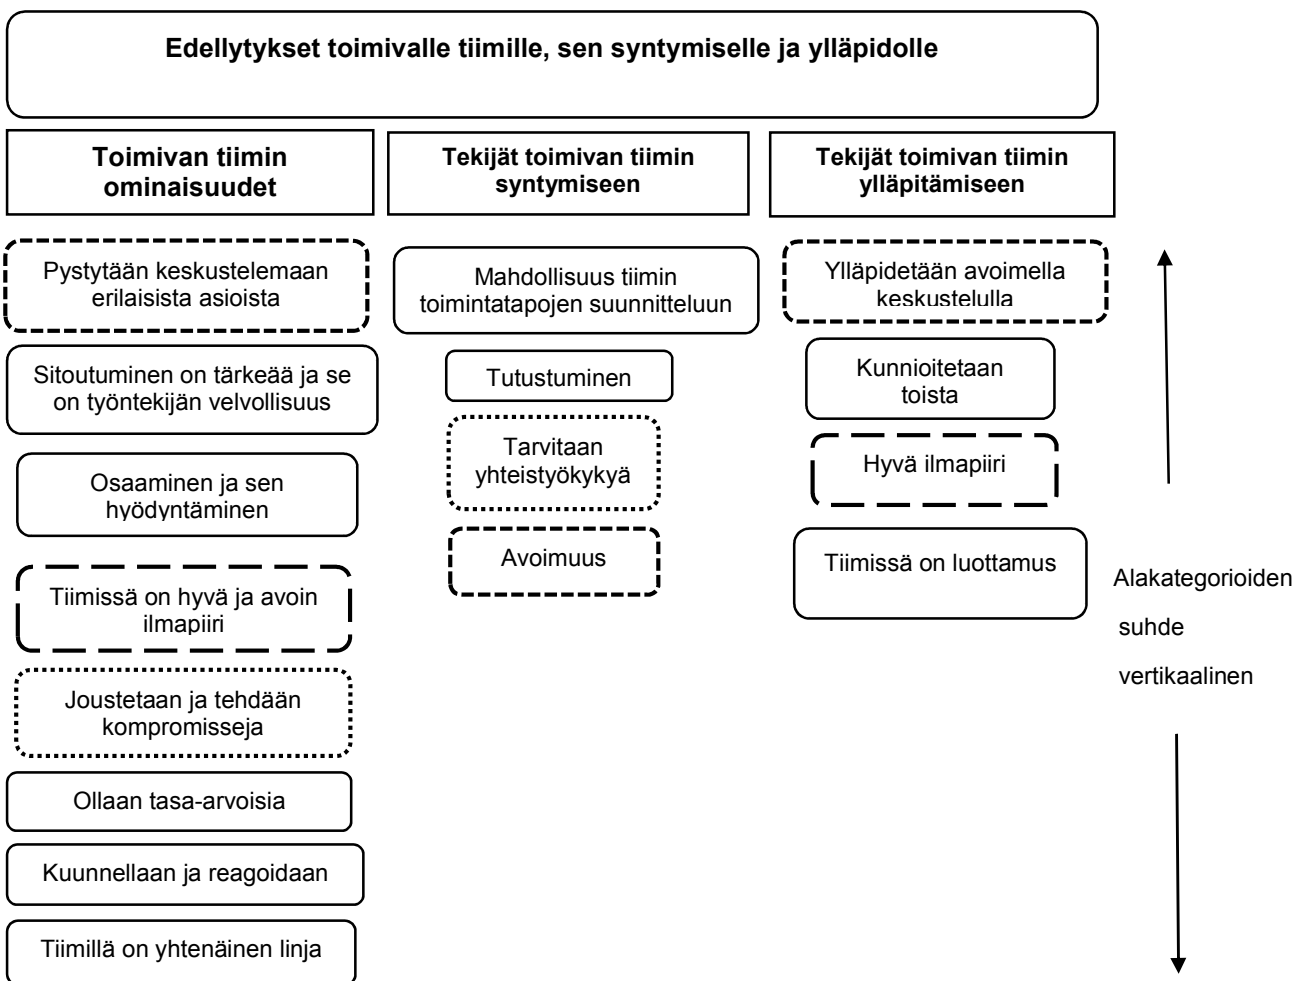 Edellytykset toimivalle tiimille, sen syntymiselle ja ylläpidolle
Toimivan tiimin
ominaisuudet
Pystytään keskustelemaan
erilaisista asioista
Sitoutuminen on tärkeää ja se
on työntekijän velvollisuus
Osaaminen ja sen
hyödyntäminen
Tiimissä on hyvä ja avoin
ilmapiiri
Joustetaan ja tehdään
kompromisseja
Ollaan tasa-arvoisia
Kuunnellaan ja reagoidaan
Tiimillä on yhtenäinen linja
Tekijät toimivan tiimin
syntymiseen
Mahdollisuus tiimin
toimintatapojen suunnitteluun
Tutustuminen
Tarvitaan
yhteistyökykyä
Avoimuus
Tekijät toimivan tiimin
ylläpitämiseen
Ylläpidetään avoimella
keskustelulla
Kunnioitetaan
toista
Hyvä ilmapiiri
Tiimissä on luottamus
Alakategorioiden
suhde
vertikaalinen